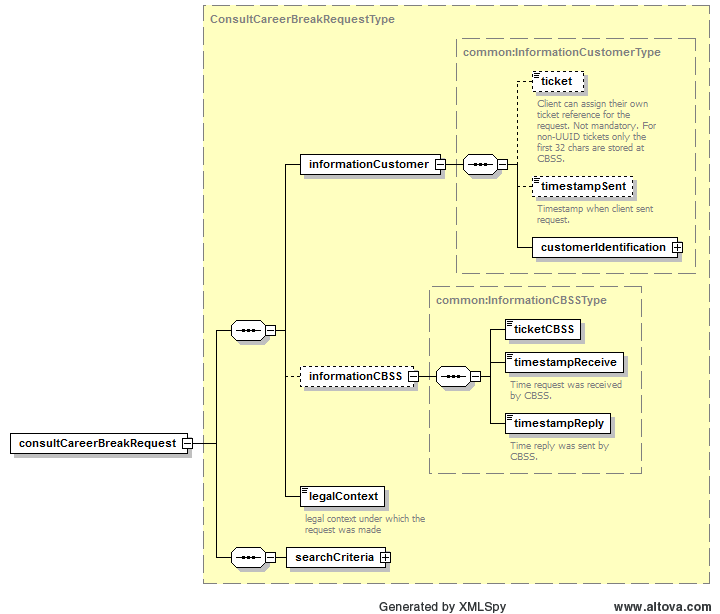 ConsultCareerBreakRequestType
common:InformationCustomerType
ticket
Client can assign their own
ticket reference for the
request. Not mandatory. For
non-UUID tickets only the
first 32 chars are stored at
CBSS.
informationCustomer
timestampSent
Timestamp when client sent
request.
customerIdentification
common:InformationCBSSType
ticketCBSS
timestampReceive
Time request was received
by CBSS.
informationCBSS
timestampReply
Time reply was sent by
CBSS.
consultCareerBreakRequest
legalContext
legal context under which the
request was made
searchCriteria
Generated by XMLSpy
www.altova.com